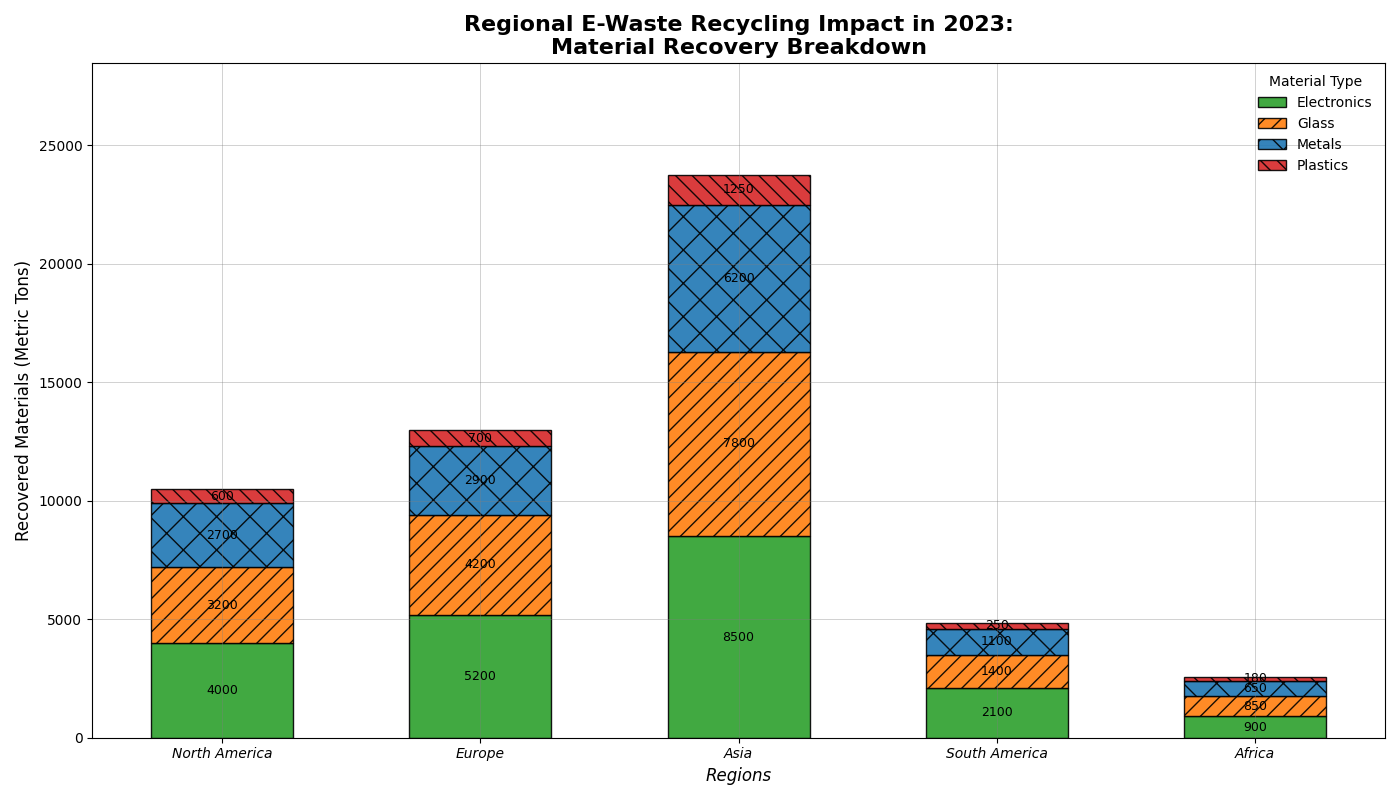 Regional E-Waste Recycling Impact in 2023:
Material Recovery Breakdown
Material Type
Electronics
Glass
Metals
Plastics
Recovered Materials (Metric Tons)
25000
20000
15000
10000
5000
0
600
2700
3200
4000
700
2900
4200
5200
1250
6200
7800
8500
250
1100
1400
2100
180
650
850
900
North America
Europe
Asia
South America
Africa
Regions